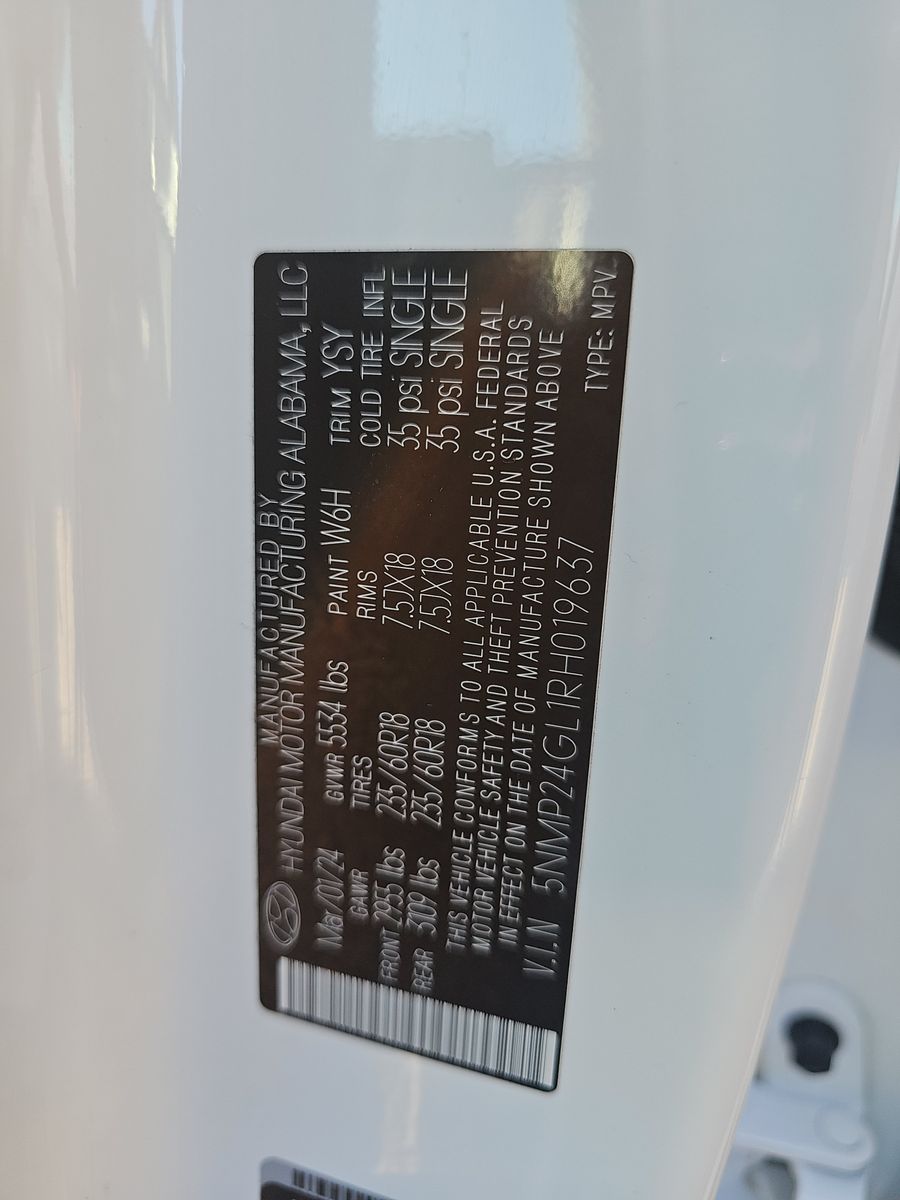 MANUFACTURED BY
HYUNDAI MOTOR MANUFACTURING ALABAMA, LLC
Mar/01/24 GVWR 5534 lbs PAINT W6H TRIM YSY
GAWR TIRES RIMS COLD TIRE INFL
FRONT 2955 lbs 235/60R18 7.5JX18 35 psi SINGLE
REAR 3109 lbs 235/60R18 7.5JX18 35 psi SINGLE
THIS VEHICLE CONFORMS TO ALL APPLICABLE U.S.A. FEDERAL
MOTOR VEHICLE SAFETY AND THEFT PREVENTION STANDARDS
IN EFFECT ON THE DATE OF MANUFACTURE SHOWN ABOVE
V.I.N 5NMP24GL1RH019637 TYPE: MPV.